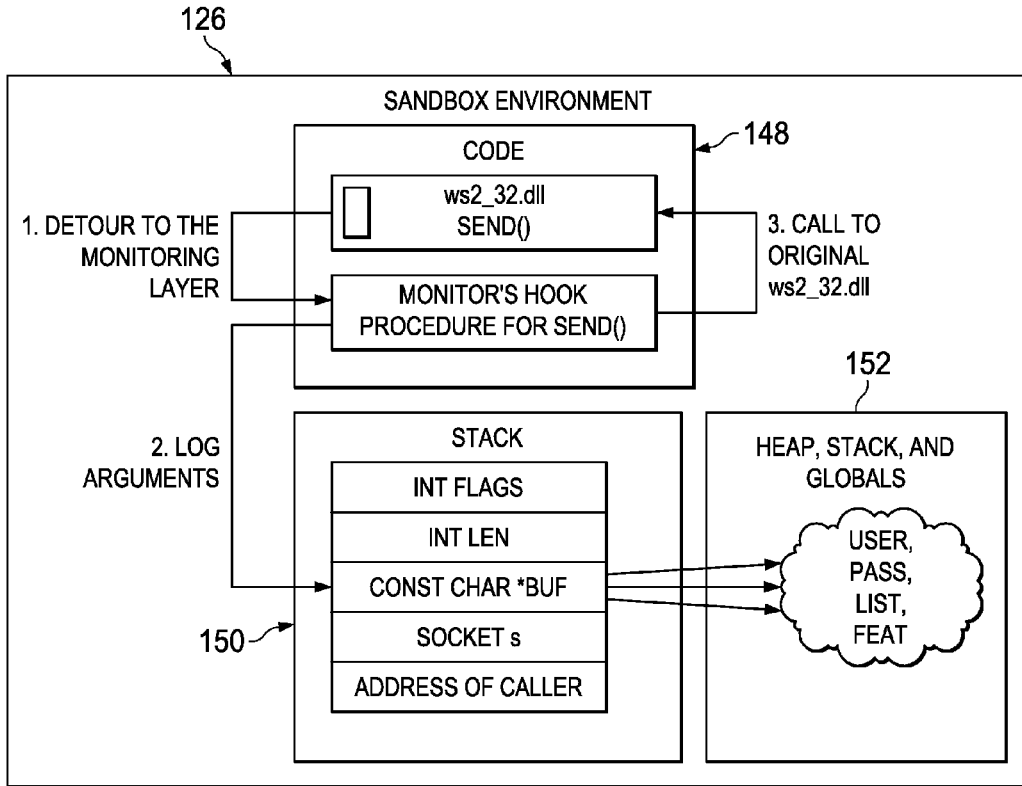 126
SANDBOX ENVIRONMENT
CODE
148
ws2_32.dll
SEND()
1. DETOUR TO THE
MONITORING
LAYER
MONITOR'S HOOK
PROCEDURE FOR SEND()
3. CALL TO
ORIGINAL
ws2_32.dll
2. LOG
ARGUMENTS
STACK
INT FLAGS
INT LEN
CONST CHAR *BUF
SOCKET s
ADDRESS OF CALLER
150
152
HEAP, STACK, AND
GLOBALS
USER,
PASS,
LIST,
FEAT